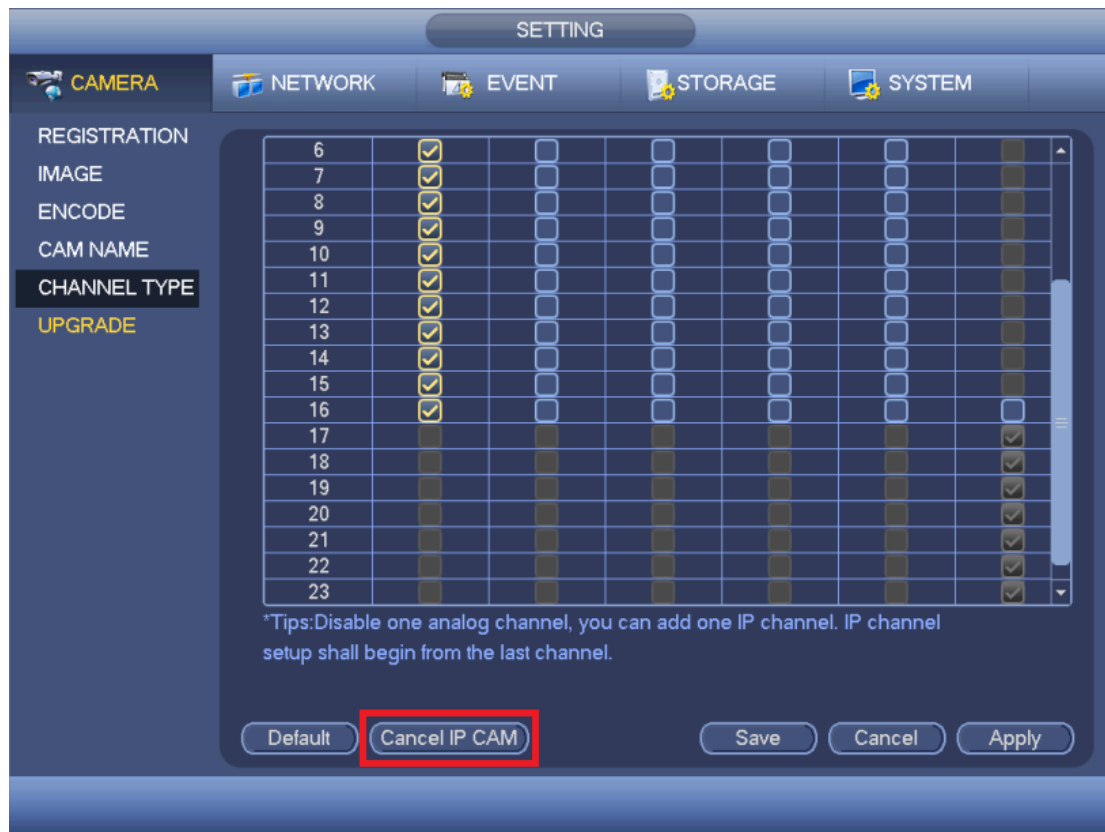 SETTING
CAMERA NETWORK EVENT STORAGE SYSTEM
REGISTRATION
IMAGE
ENCODE
CAM NAME
CHANNEL TYPE
UPGRADE
6
7
8
9
10
11
12
13
14
15
16
17
18
19
20
21
22
23
*Tips:Disable one analog channel, you can add one IP channel. IP channel
setup shall begin from the last channel.
Default Cancel IP CAM Save Cancel Apply